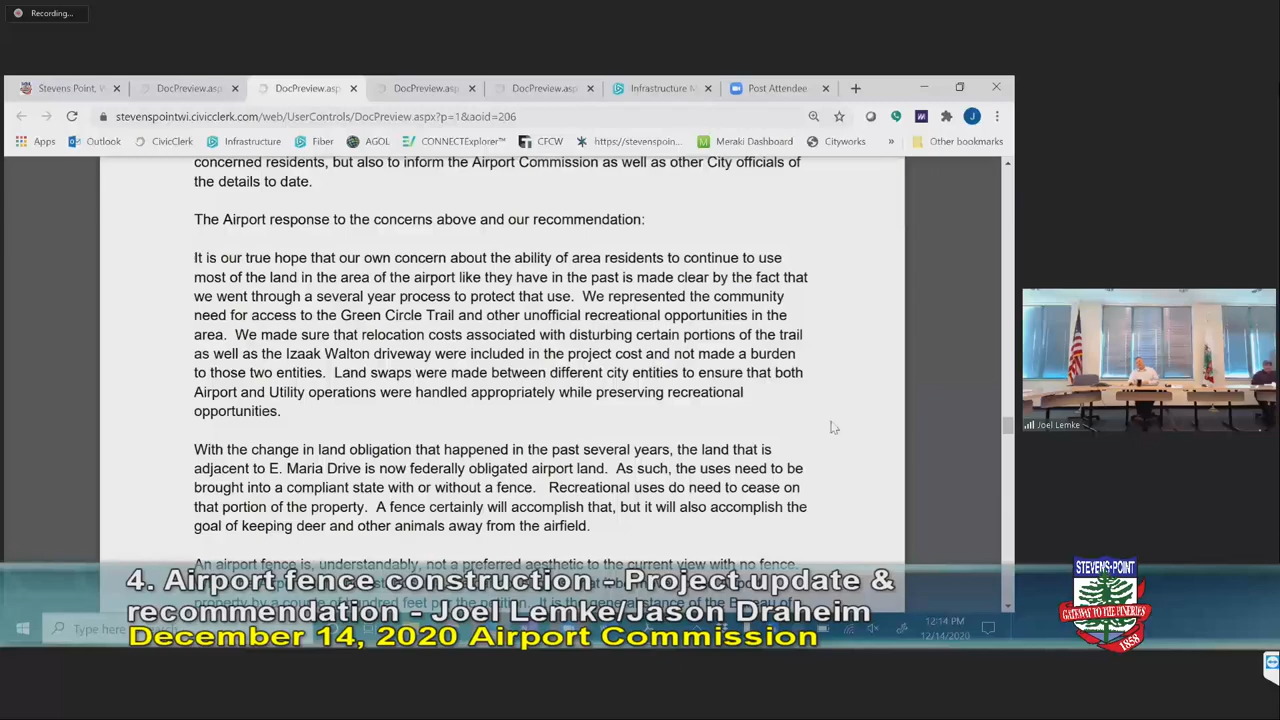 Recording...
Stevens Point, W
DocPreview.asp
DocPreview.asp
DocPreview.asp
DocPreview.asp
Infrastructure M
Post Attendee
stevenspointwi.civicclerk.com/web/UserControls/DocPreview.aspx?p=1&aoid=206
J
Apps
Outlook
CivicClerk
Infrastructure
Fiber
AGOL
CONNECTExplorer™
CFCW
https://stevenspoin...
Meraki Dashboard
Cityworks
»
Other bookmarks
concerned residents, but also to inform the Airport Commission as well as other City officials of
the details to date.
The Airport response to the concerns above and our recommendation:
It is our true hope that our own concern about the ability of area residents to continue to use
most of the land in the area of the airport like they have in the past is made clear by the fact that
we went through a several year process to protect that use.  We represented the community
need for access to the Green Circle Trail and other unofficial recreational opportunities in the
area.  We made sure that relocation costs associated with disturbing certain portions of the trail
as well as the Izaak Walton driveway were included in the project cost and not made a burden
to those two entities.  Land swaps were made between different city entities to ensure that both
Airport and Utility operations were handled appropriately while preserving recreational
opportunities.
With the change in land obligation that happened in the past several years, the land that is
adjacent to E. Maria Drive is now federally obligated airport land.  As such, the uses need to be
brought into a compliant state with or without a fence.   Recreational uses do need to cease on
that portion of the property.  A fence certainly will accomplish that, but it will also accomplish the
goal of keeping deer and other animals away from the airfield.
An airport fence is, understandably, not a preferred aesthetic to the current view with no fence.
4. Airport fence construction - Project update &
recommendation - Joel Lemke/Jason Draheim
December 14, 2020 Airport Commission
Type here
12:14 PM
12/14/2020
Joel Lemke
STEVENS·POINT
GATEWAY TO THE PINERIES
1858